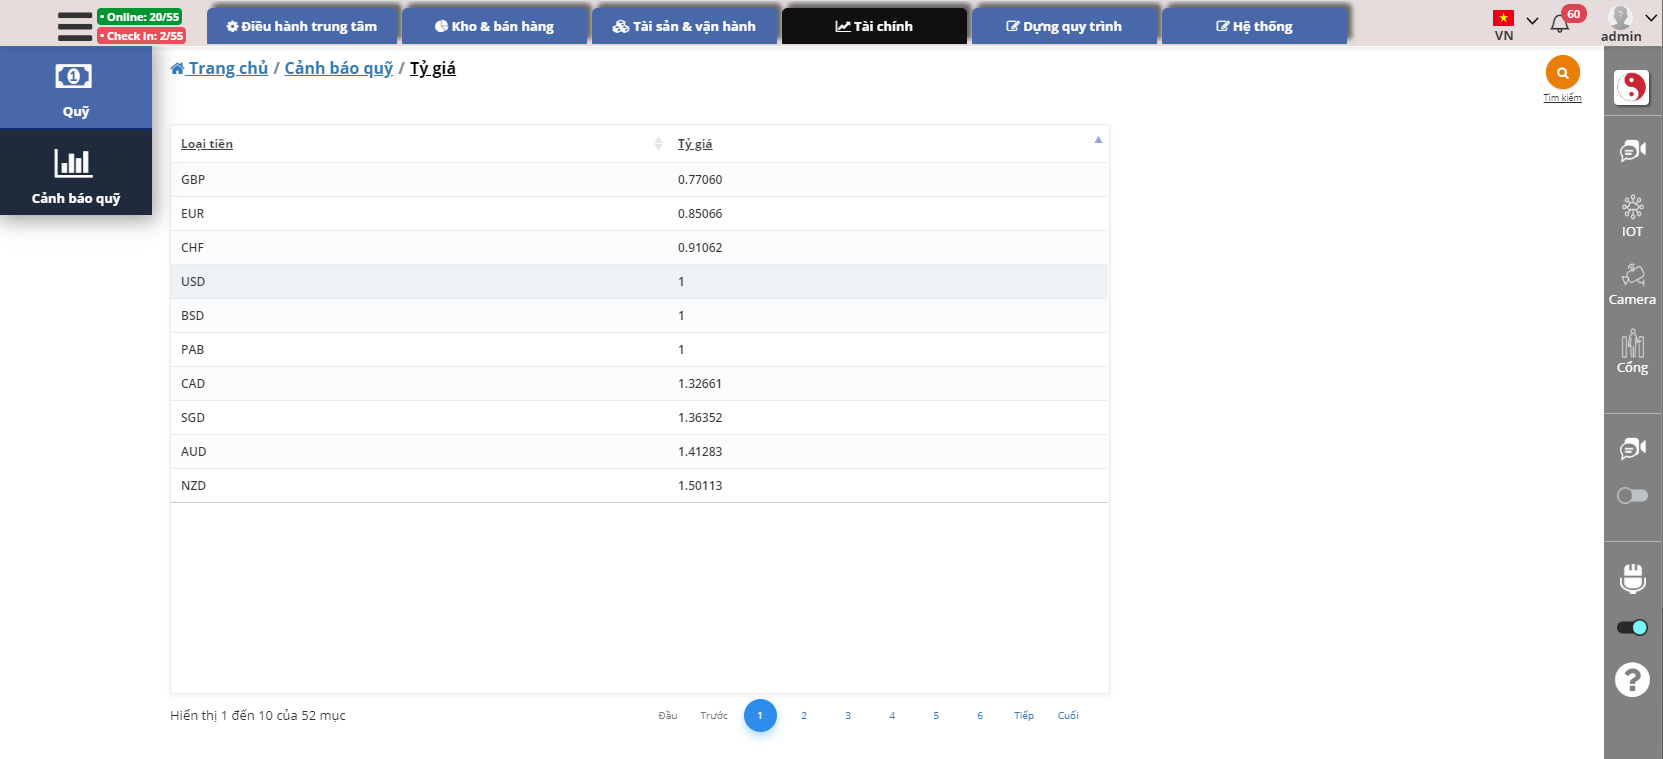 • Online: 20/55
• Check In: 2/55
Điều hành trung tâm
Kho & bán hàng
Tài sản & vận hành
Tài chính
Dựng quy trình
Hệ thống
VN
60
admin
Quỹ
Cảnh báo quỹ
Trang chủ / Cảnh báo quỹ / Tỷ giá
Tìm kiếm
Loại tiền Tỷ giá
GBP 0.77060
EUR 0.85066
CHF 0.91062
USD 1
BSD 1
PAB 1
CAD 1.32661
SGD 1.36352
AUD 1.41283
NZD 1.50113
Hiển thị 1 đến 10 của 52 mục
Đầu Trước 1 2 3 4 5 6 Tiếp Cuối
IOT
Camera
Cổng